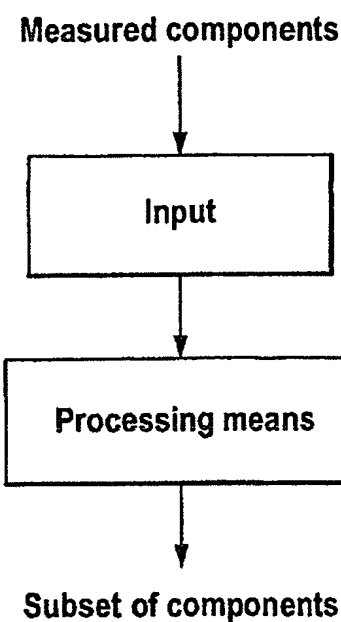 Measured components
Input
Processing means
Subset of components